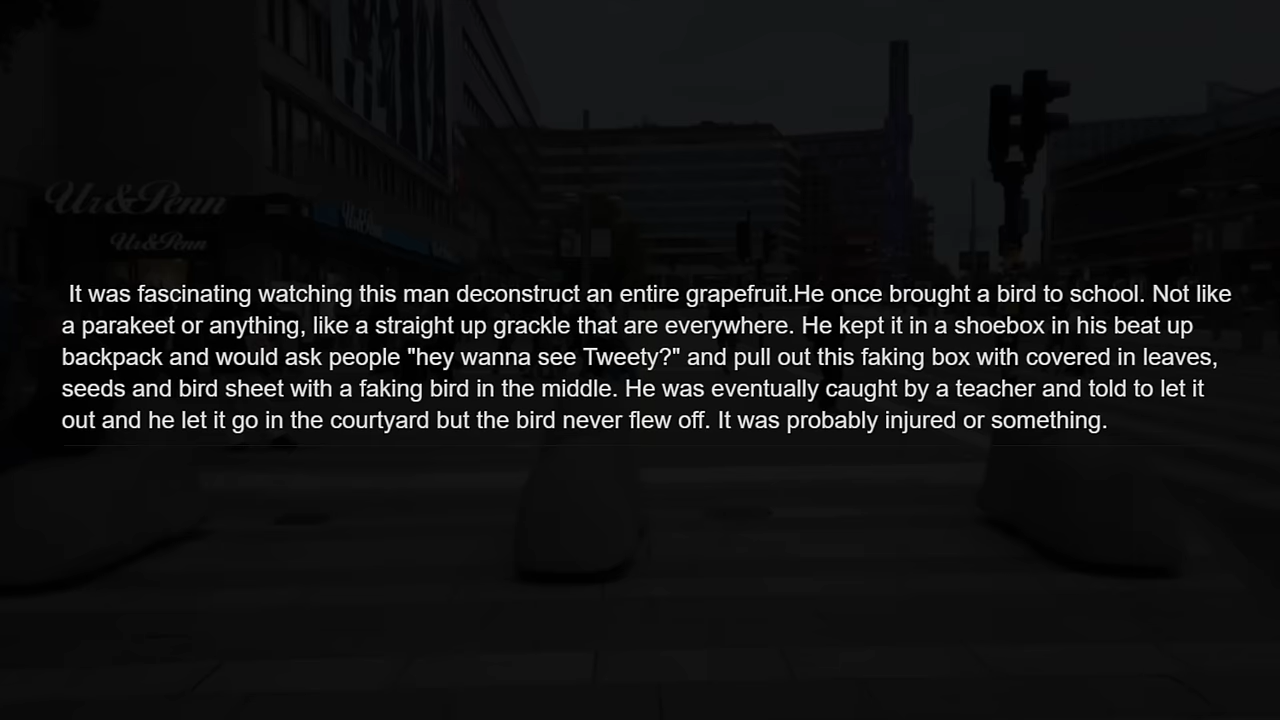 Ur&Penn
Ur&Penn
It was fascinating watching this man deconstruct an entire grapefruit.He once brought a bird to school. Not like
a parakeet or anything, like a straight up grackle that are everywhere. He kept it in a shoebox in his beat up
backpack and would ask people "hey wanna see Tweety?" and pull out this faking box with covered in leaves,
seeds and bird sheet with a faking bird in the middle. He was eventually caught by a teacher and told to let it
out and he let it go in the courtyard but the bird never flew off. It was probably injured or something.